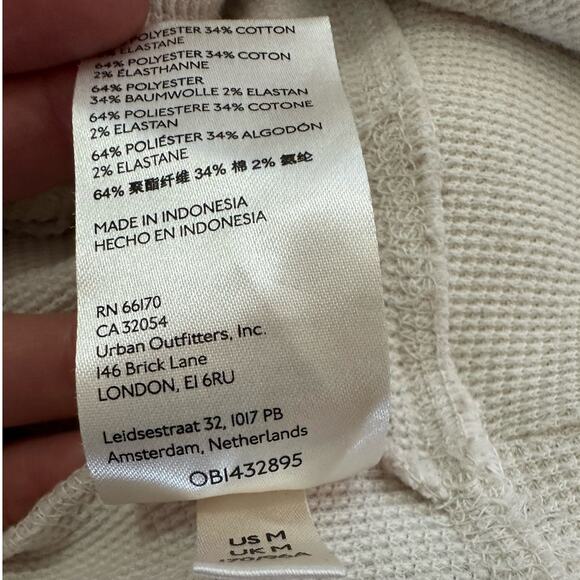 POLYESTER 34% COTTON
2% ELASTANE
64% POLYESTER 34% COTON
2% ÉLASTHANNE
64% POLYESTER
34% BAUMWOLLE 2% ELASTAN
64% POLIESTERE 34% COTONE
2% ELASTAN
64% POLIÉSTER 34% ALGODÓN
2% ELASTANE
64% 聚酯纤维 34% 棉 2% 氨纶
MADE IN INDONESIA
HECHO EN INDONESIA
RN 66170
CA 32054
Urban Outfitters, Inc.
146 Brick Lane
LONDON, E1 6RU
Leidsestraat 32, 1017 PB
Amsterdam, Netherlands
OB1432895
US M
UK M